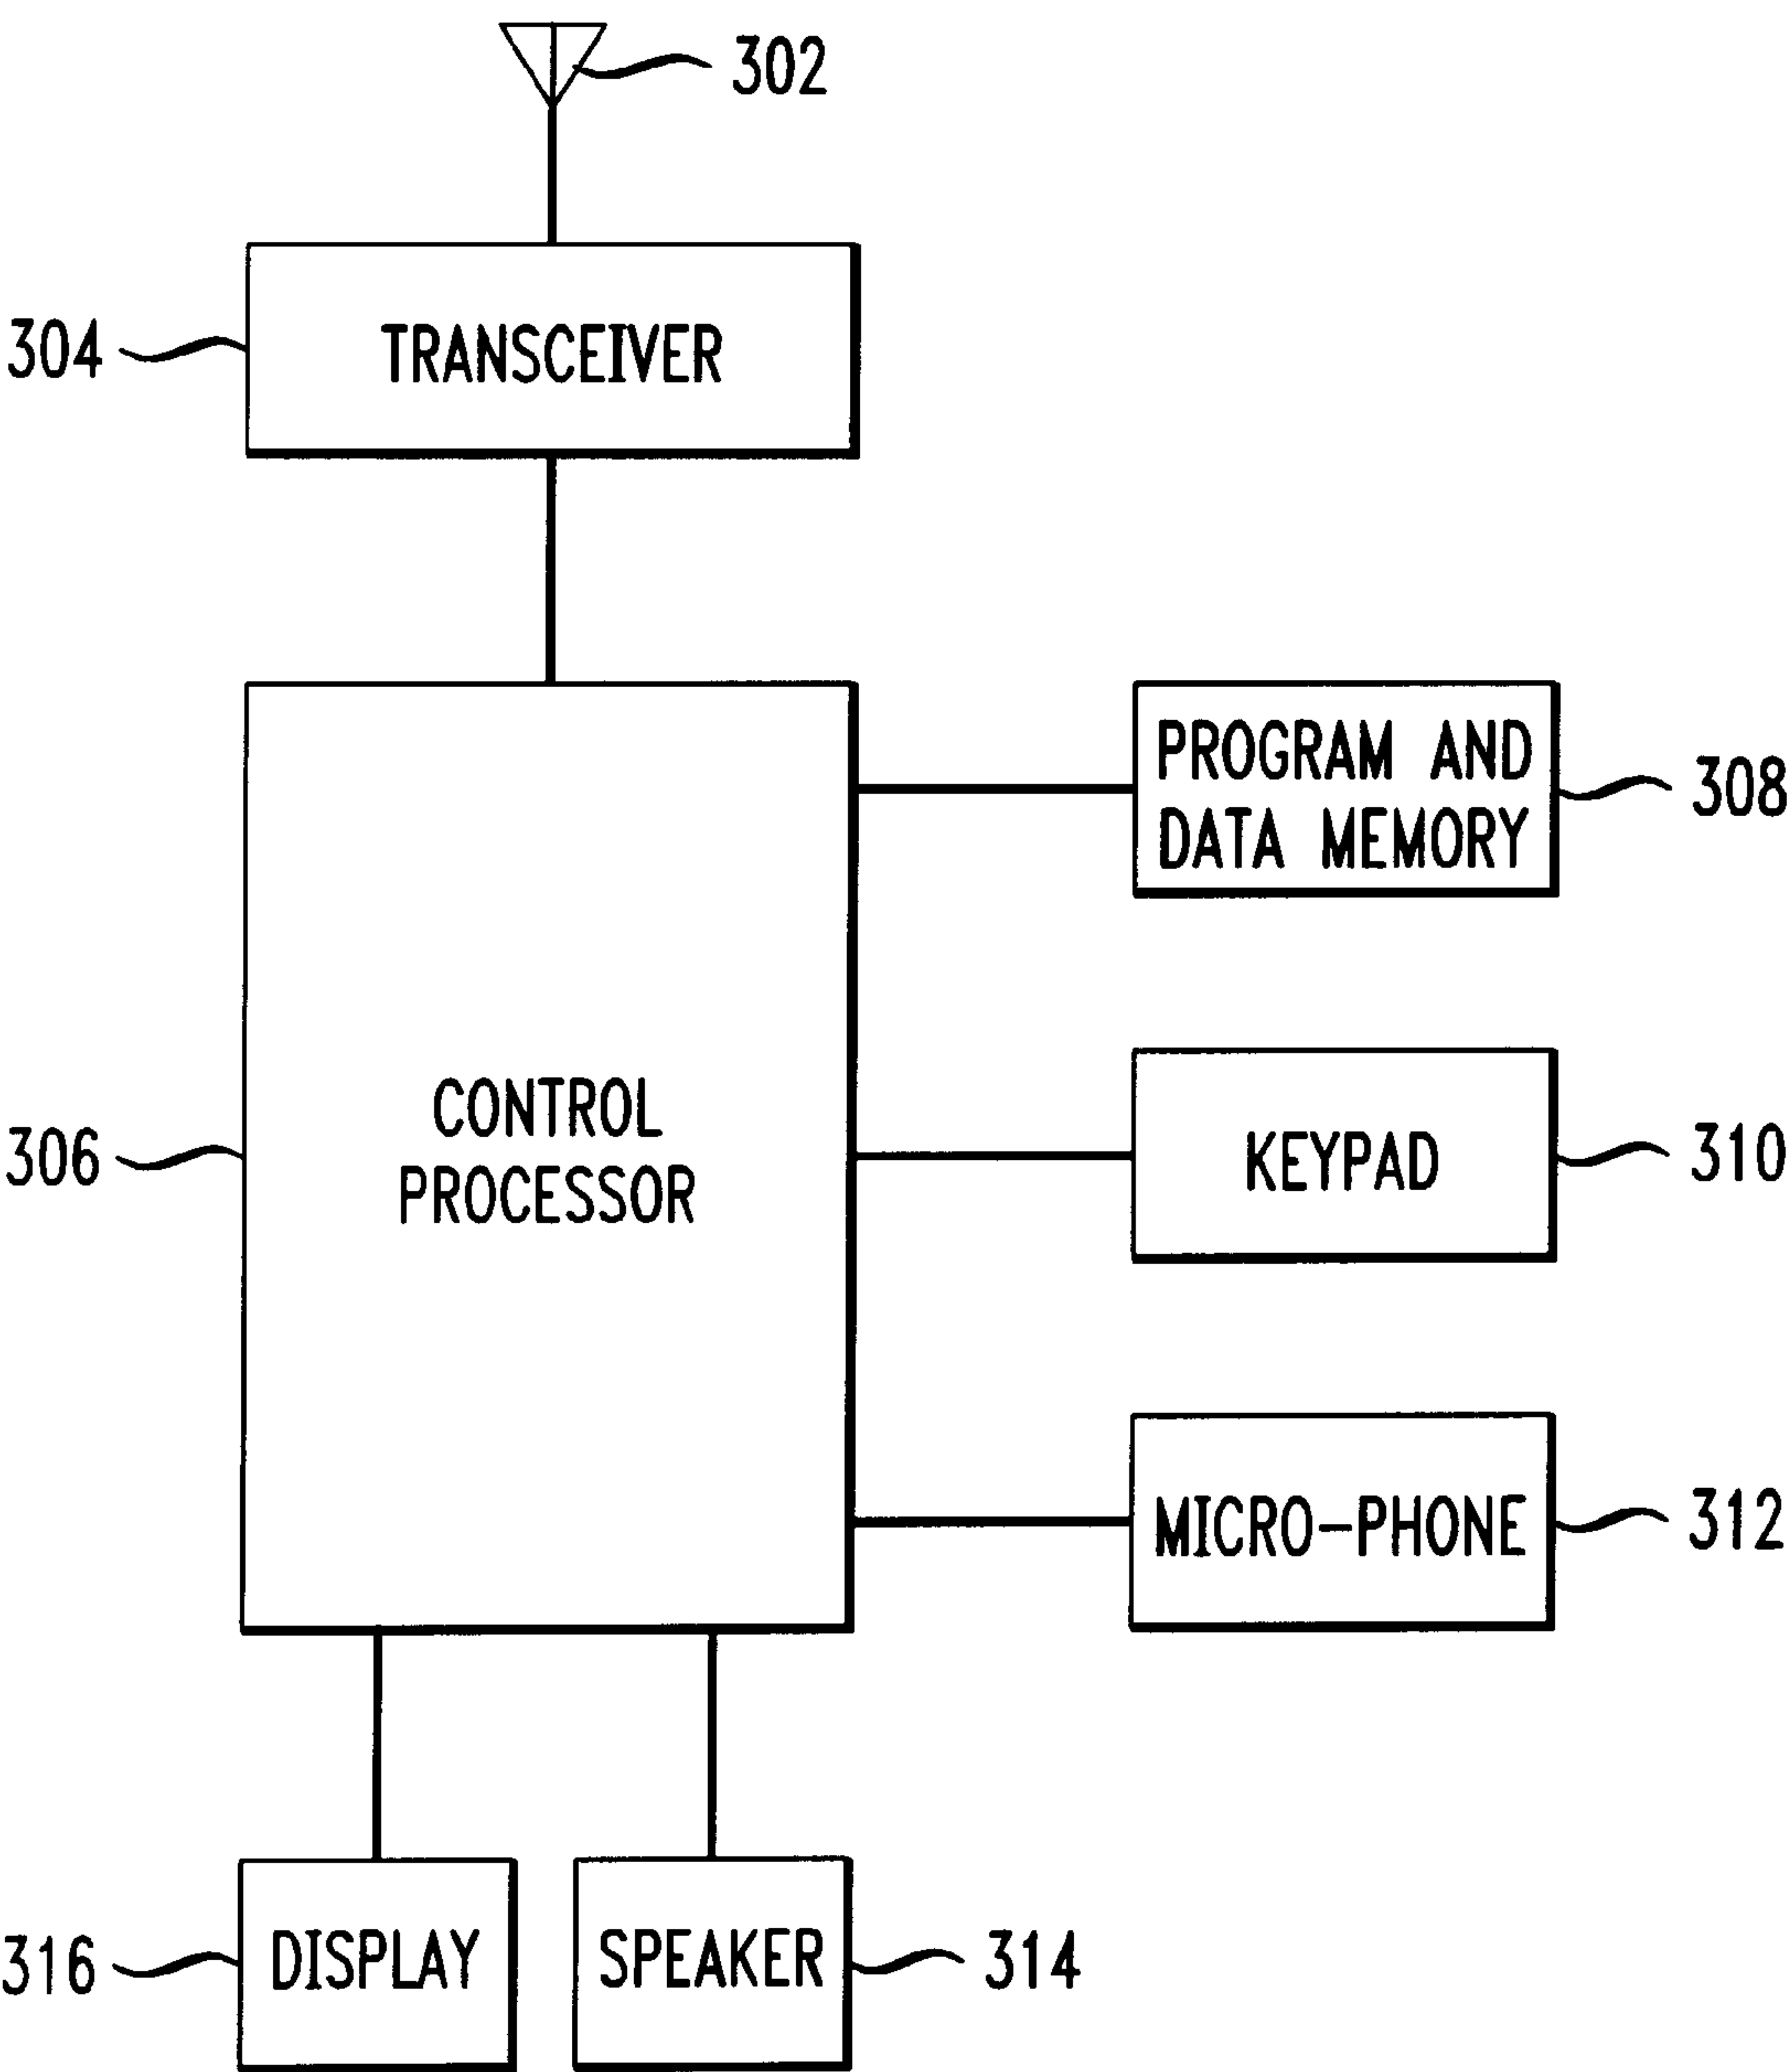 302
304
TRANSCEIVER
PROGRAM AND
DATA MEMORY
308
CONTROL
PROCESSOR
306
KEYPAD
310
MICRO-PHONE
312
316
DISPLAY
SPEAKER
314